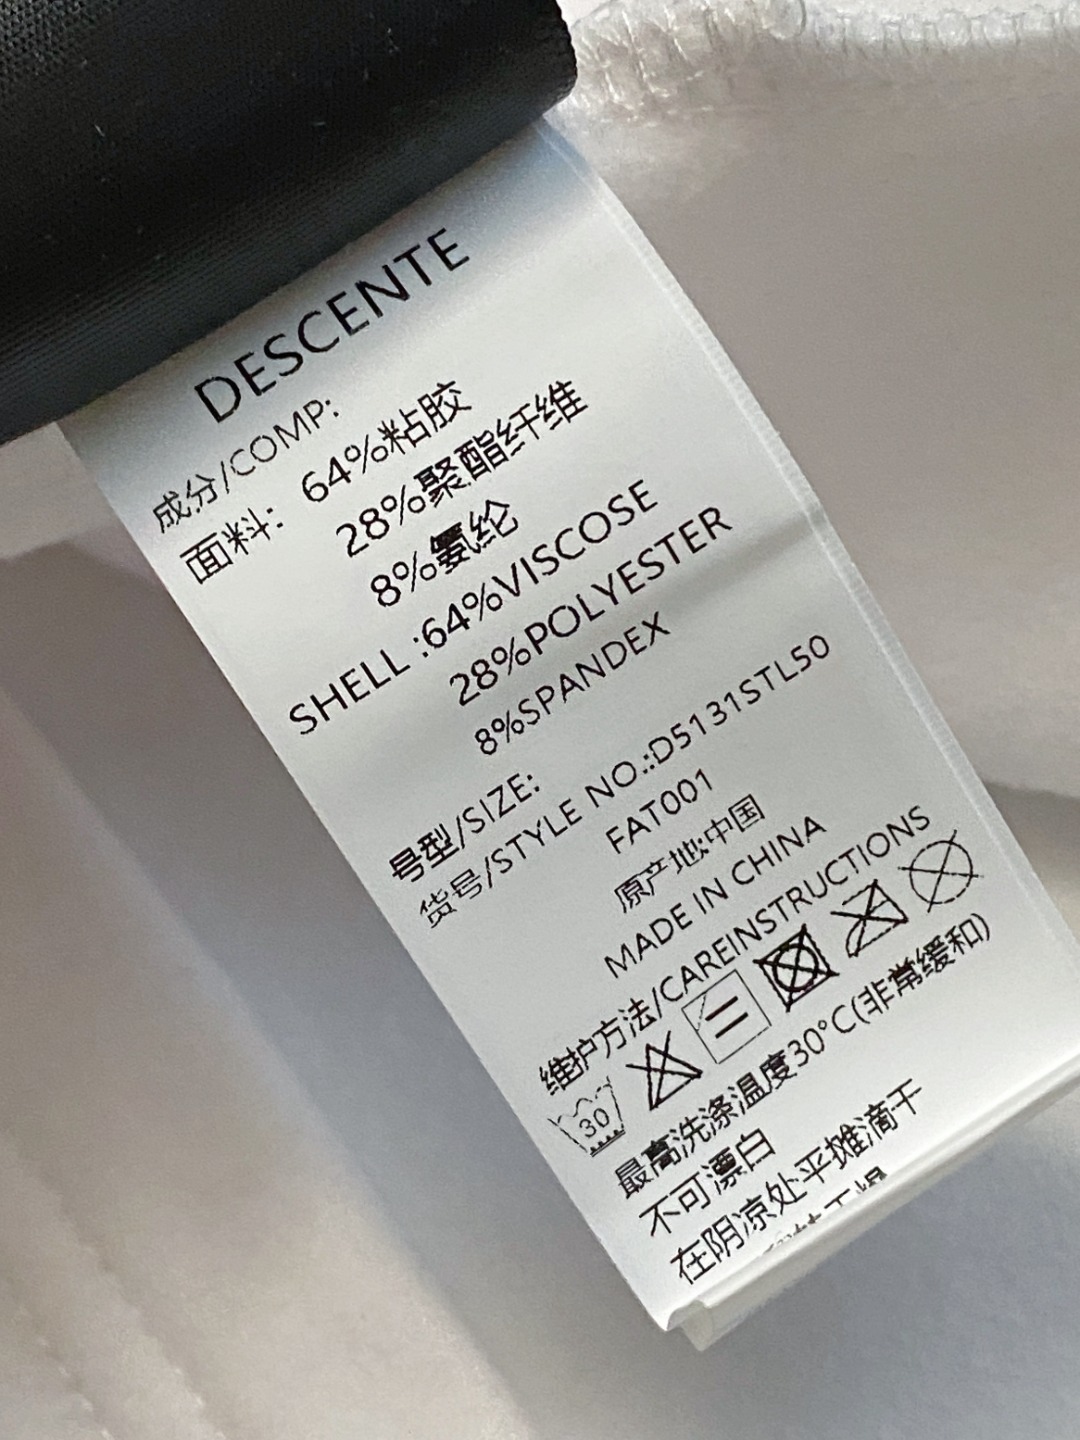 DESCENTE
成分/COMP:
面料: 64%粘胶
28%聚酯纤维
8%氨纶
SHELL :64%VISCOSE
28%POLYESTER
8%SPANDEX
号型/SIZE:
货号/STYLE NO.:D5131STL50
FAT001
原产地:中国
MADE IN CHINA
维护方法/CAREINSTRUCTIONS
30
最高洗涤温度30°C(非常缓和)
不可漂白
在阴凉处平摊滴干